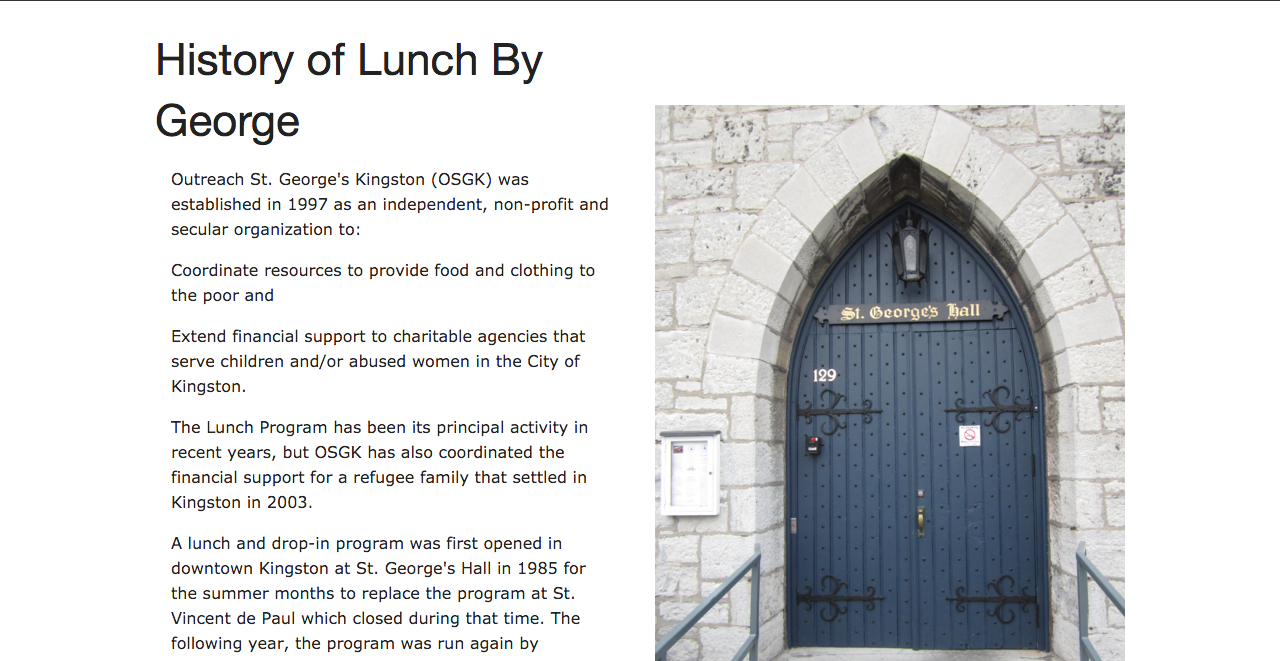 History of Lunch By
George
Outreach St. George's Kingston (OSGK) was
established in 1997 as an independent, non-profit and
secular organization to:
Coordinate resources to provide food and clothing to
the poor and
Extend financial support to charitable agencies that
serve children and/or abused women in the City of
Kingston.
The Lunch Program has been its principal activity in
recent years, but OSGK has also coordinated the
financial support for a refugee family that settled in
Kingston in 2003.
A lunch and drop-in program was first opened in
downtown Kingston at St. George's Hall in 1985 for
the summer months to replace the program at St.
Vincent de Paul which closed during that time. The
following year, the program was run again by
St. George's Hall
129